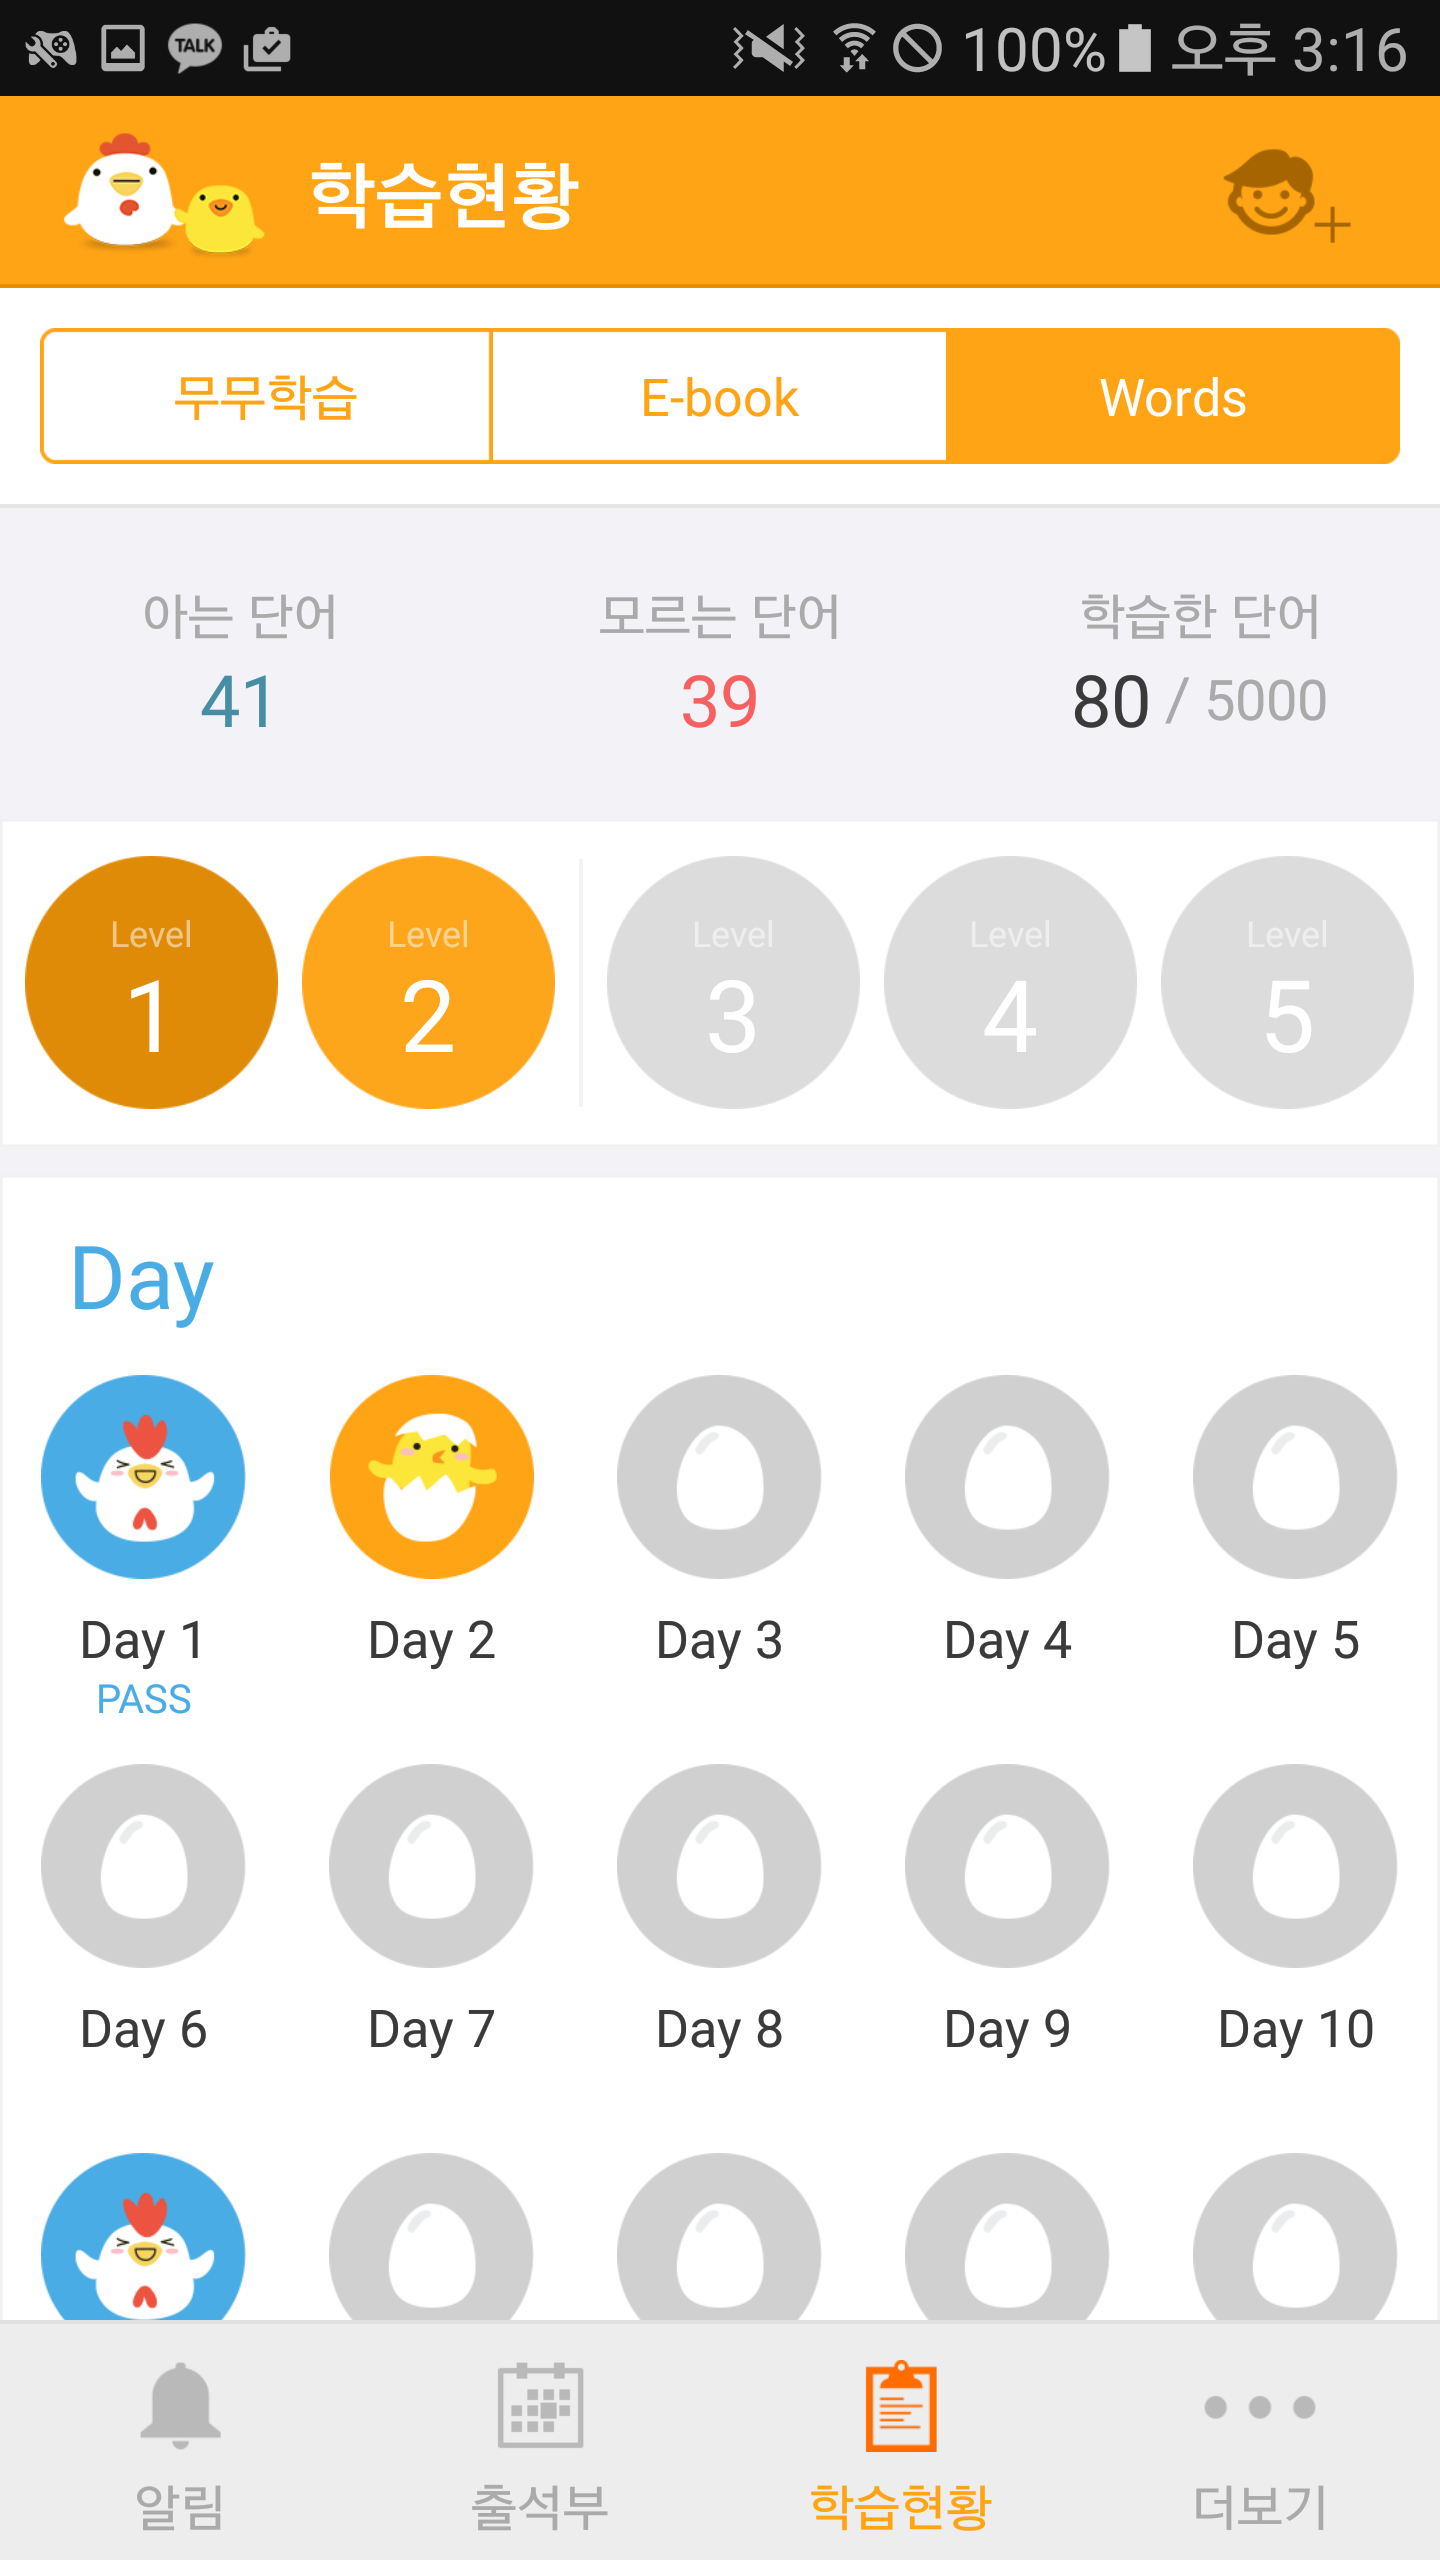 TALK 100% 오후 3:16
학습현황
무무학습 E-book Words
아는 단어 모르는 단어 학습한 단어
41 39 80 / 5000
Level Level Level Level Level
1 2 3 4 5
Day
Day 1 Day 2 Day 3 Day 4 Day 5
PASS
Day 6 Day 7 Day 8 Day 9 Day 10
알림 출석부 학습현황 더보기